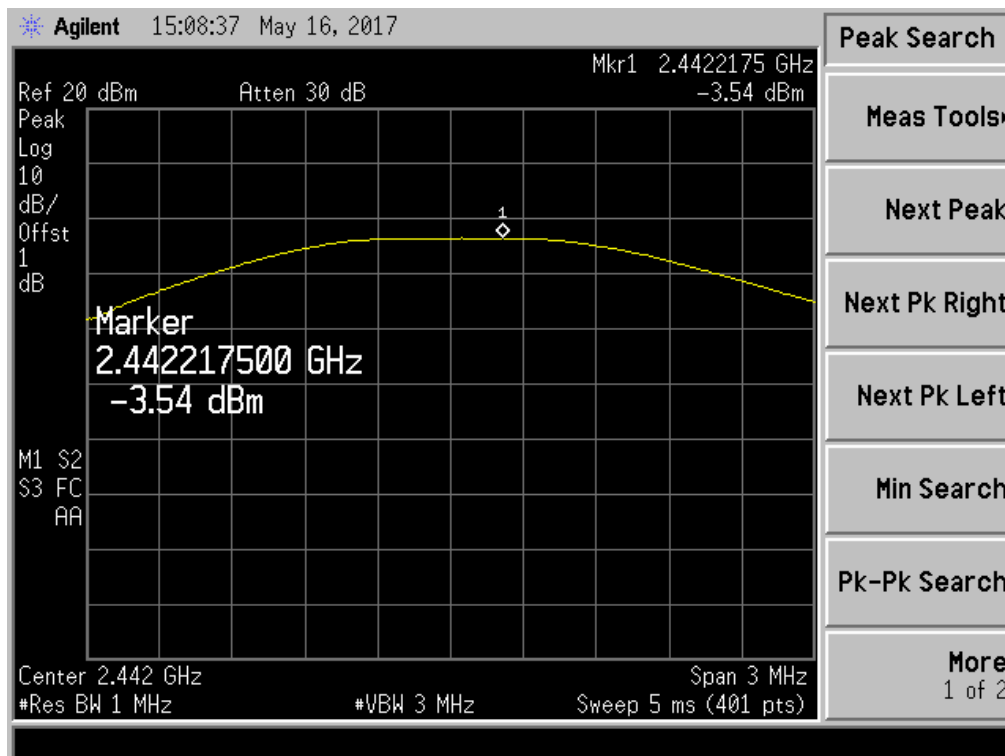 Agilent 15:08:37 May 16, 2017
Peak Search
Mkr1 2.4422175 GHz
Ref 20 dBm Atten 30 dB -3.54 dBm
Peak
Log
10
dB/
Offst
1
dB
1
Marker
2.442217500 GHz
-3.54 dBm
M1 S2
S3 FC
AA
Center 2.442 GHz Span 3 MHz
#Res BW 1 MHz #VBW 3 MHz Sweep 5 ms (401 pts)
Meas Tools
Next Peak
Next Pk Right
Next Pk Left
Min Search
Pk-Pk Search
More
1 of 2